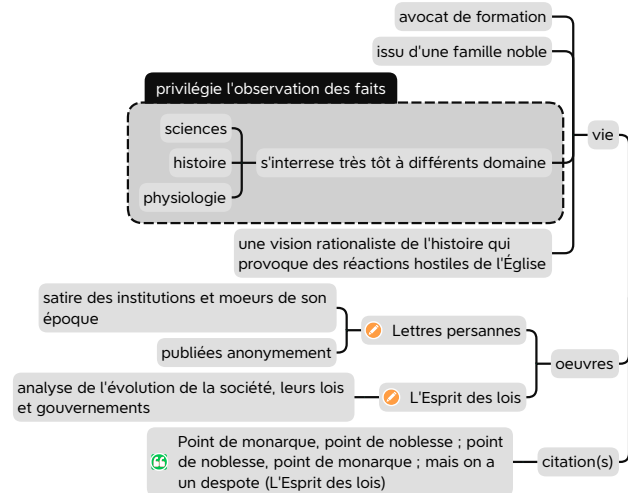 avocat de formation
issu d'une famille noble
privilégie l'observation des faits
sciences
histoire
physiologie
s'interrese très tôt à différents domaine
vie
une vision rationaliste de l'histoire qui
provoque des réactions hostiles de l'Église
satire des institutions et moeurs de son
époque
publiées anonymement
Lettres persannes
oeuvres
analyse de l'évolution de la société, leurs lois
et gouvernements
L'Esprit des lois
Point de monarque, point de noblesse ; point
de noblesse, point de monarque ; mais on a
un despote (L'Esprit des lois)
citation(s)